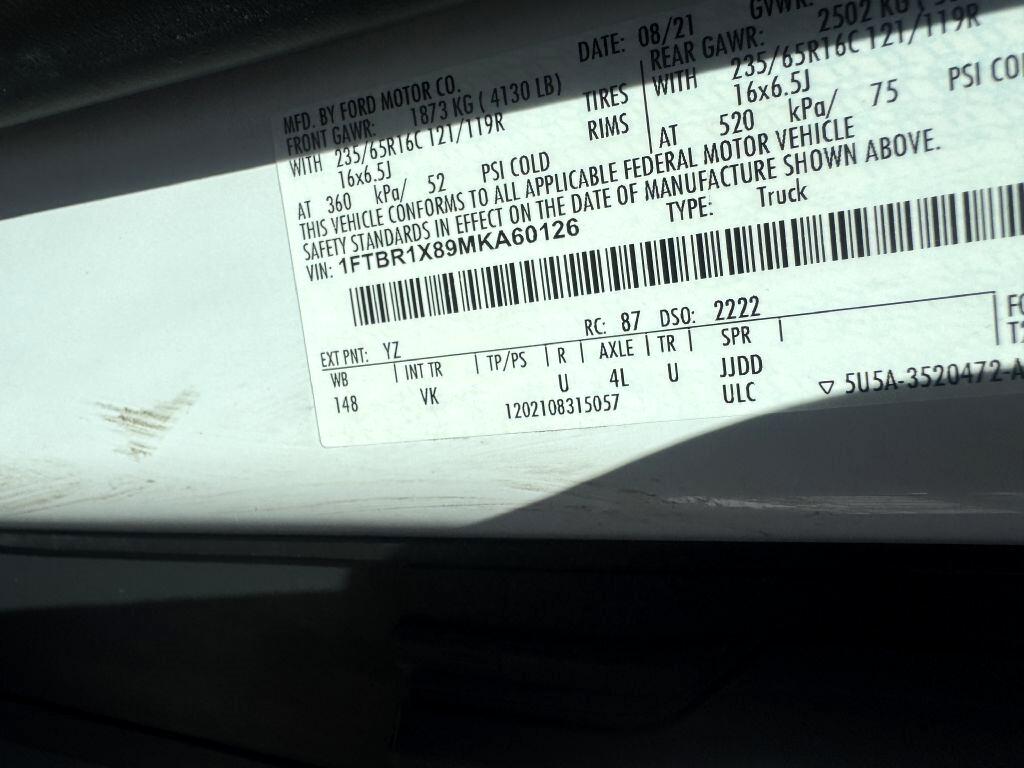 MFD. BY FORD MOTOR CO. DATE: 08/21 GVWR:
FRONT GAWR: 1873 KG ( 4130 LB) REAR GAWR: 2502 KG (
WITH 235/65R16C 121/119R TIRES WITH 235/65R16C 121/119R
16x6.5J RIMS 16x6.5J
AT 360 kPa/ 52 PSI COLD AT 520 kPa/ 75 PSI COL
THIS VEHICLE CONFORMS TO ALL APPLICABLE FEDERAL MOTOR VEHICLE
SAFETY STANDARDS IN EFFECT ON THE DATE OF MANUFACTURE SHOWN ABOVE.
VIN: 1FTBR1X89MKA60126 TYPE: Truck
EXT PNT: YZ RC: 87 DSO: 2222
WB INT TR TP/PS R AXLE TR SPR
148 VK U 4L U JJDD
1202108315057 ULC ▽ 5U5A-3520472-A